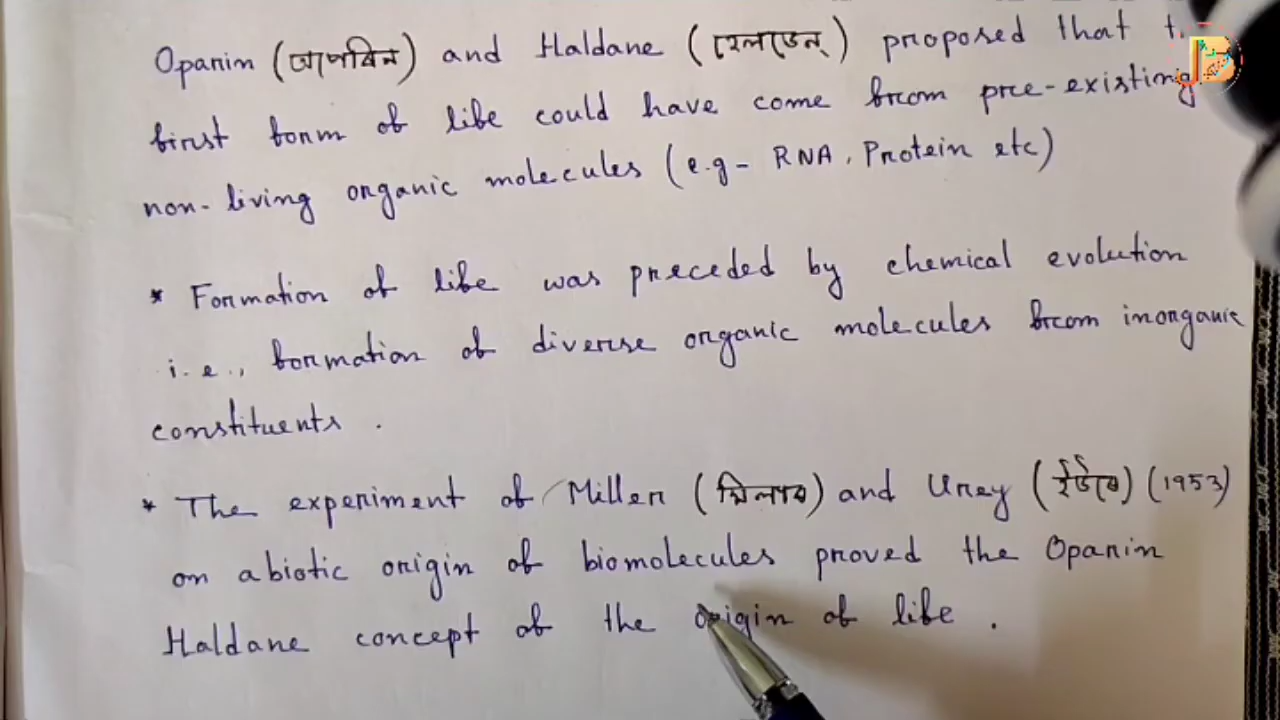 Oparin (ওপারিন) and Haldane (হেলডেন্) proposed that
first form of life could have come from pre-existing
non-living organic molecules (e.g- RNA, Protein etc)
* Formation of life was preceded by chemical evolution
i.e., formation of diverse organic molecules from inorganic
constituents.
* The experiment of Miller (মিলার) and Urey (ইউরে) (1953)
on abiotic origin of biomolecules proved the Oparin
Haldane concept of the origin of life.